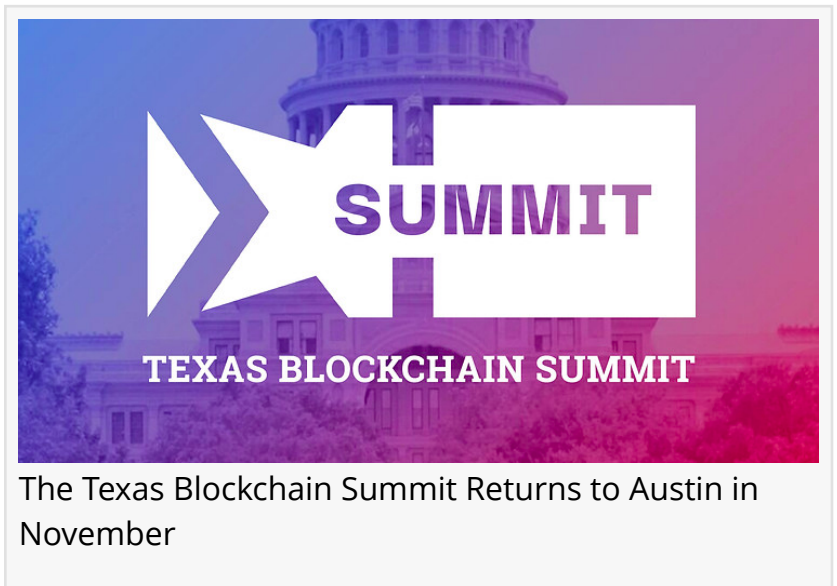 SUMMIT
TEXAS BLOCKCHAIN SUMMIT
The Texas Blockchain Summit Returns to Austin in
November